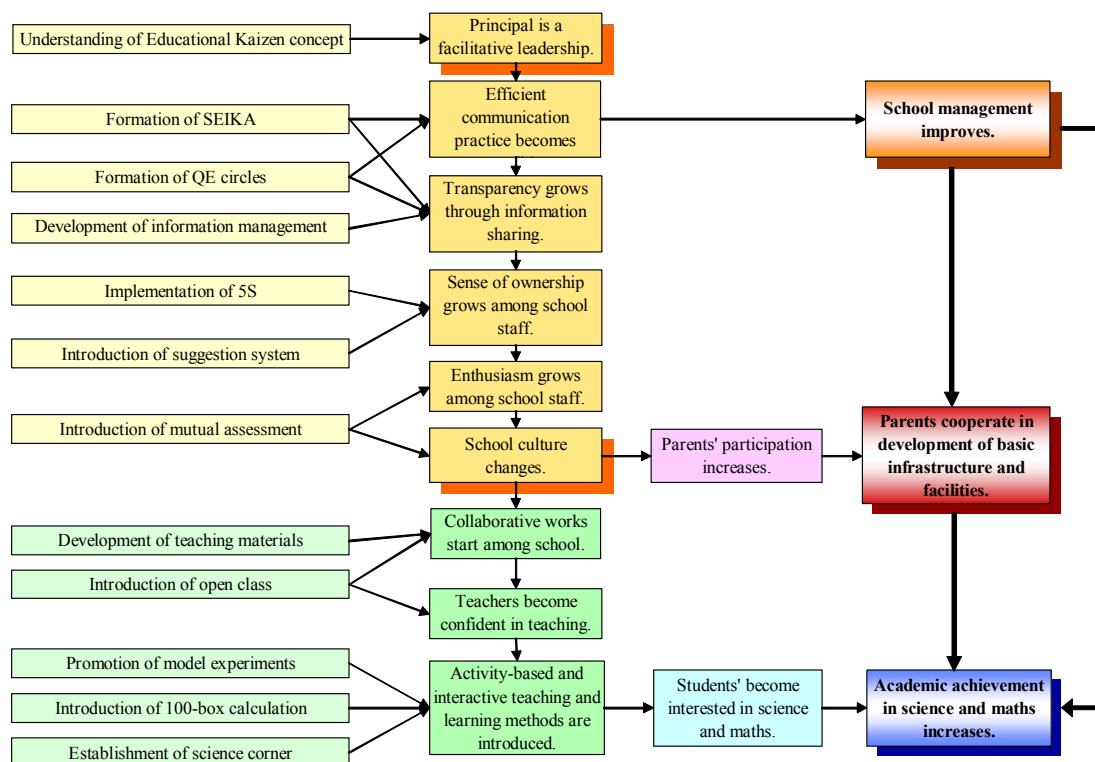 Understanding of Educational Kaizen concept
Principal is a
facilitative leadership.
Formation of SEIKA
Formation of QE circles
Development of information management
Efficient
communication
practice becomes
School management
improves.
Transparency grows
through information
sharing.
Implementation of 5S
Introduction of suggestion system
Sense of ownership
grows among school
staff.
Introduction of mutual assessment
Enthusiasm grows
among school staff.
School culture
changes.
Parents' participation
increases.
Parents cooperate in
development of basic
infrastructure and
facilities.
Development of teaching materials
Introduction of open class
Collaborative works
start among school.
Teachers become
confident in teaching.
Promotion of model experiments
Introduction of 100-box calculation
Establishment of science corner
Activity-based and
interactive teaching and
learning methods are
introduced.
Students' become
interested in science
and maths.
Academic achievement
in science and maths
increases.